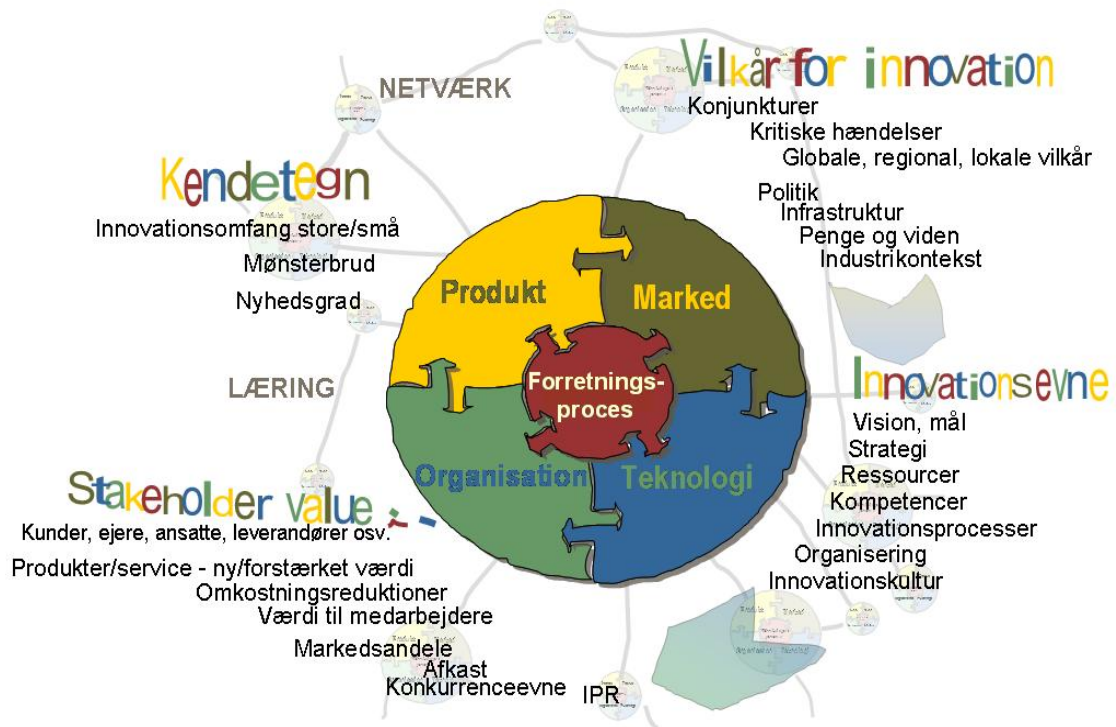 NETVÆRK
Vilkår for innovation
Konjunkturer
Kritiske hændelser
Globale, regional, lokale vilkår
Politik
Infrastruktur
Penge og viden
Industrikontekst
Kendetegn
Innovationsomfang store/små
Mønsterbrud
Nyhedsgrad
Produkt
Marked
Forretnings-
proces
Organisation
Teknologi
LÆRING
Innovationsevne
Vision, mål
Strategi
Ressourcer
Kompetencer
Innovationsprocesser
Organisering
Innovationskultur
Stakeholder value
Kunder, ejere, ansatte, leverandører osv.
Produkter/service - ny/forstærket værdi
Omkostningsreduktioner
Værdi til medarbejdere
Markedsandele
Afkast
Konkurrenceevne
IPR